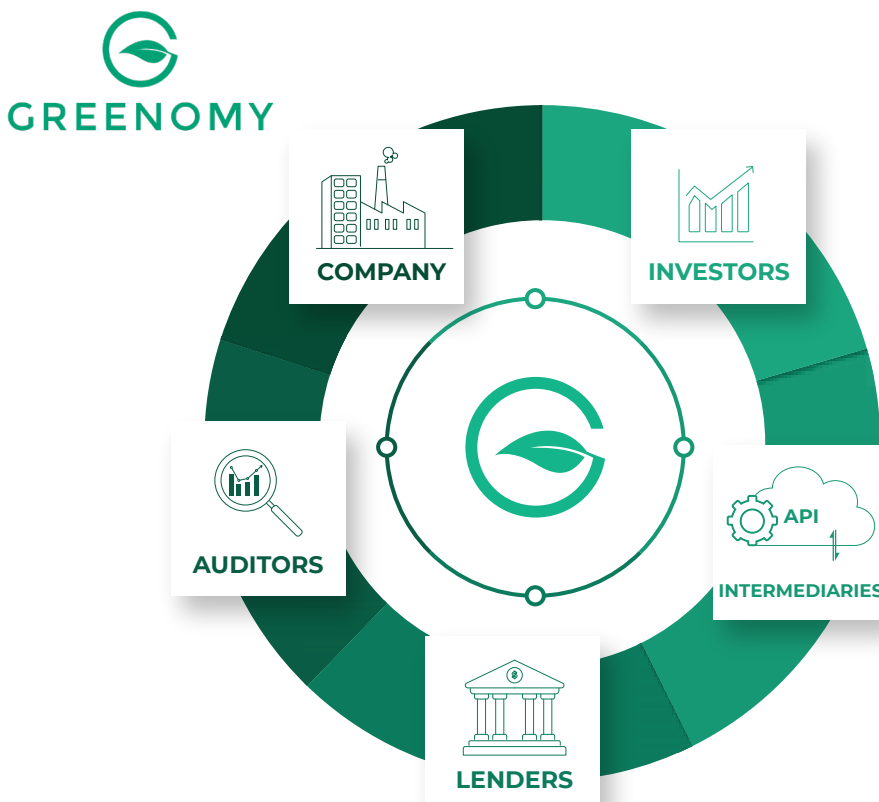 GREENOMY
COMPANY
INVESTORS
AUDITORS
API
INTERMEDIARIES
LENDERS